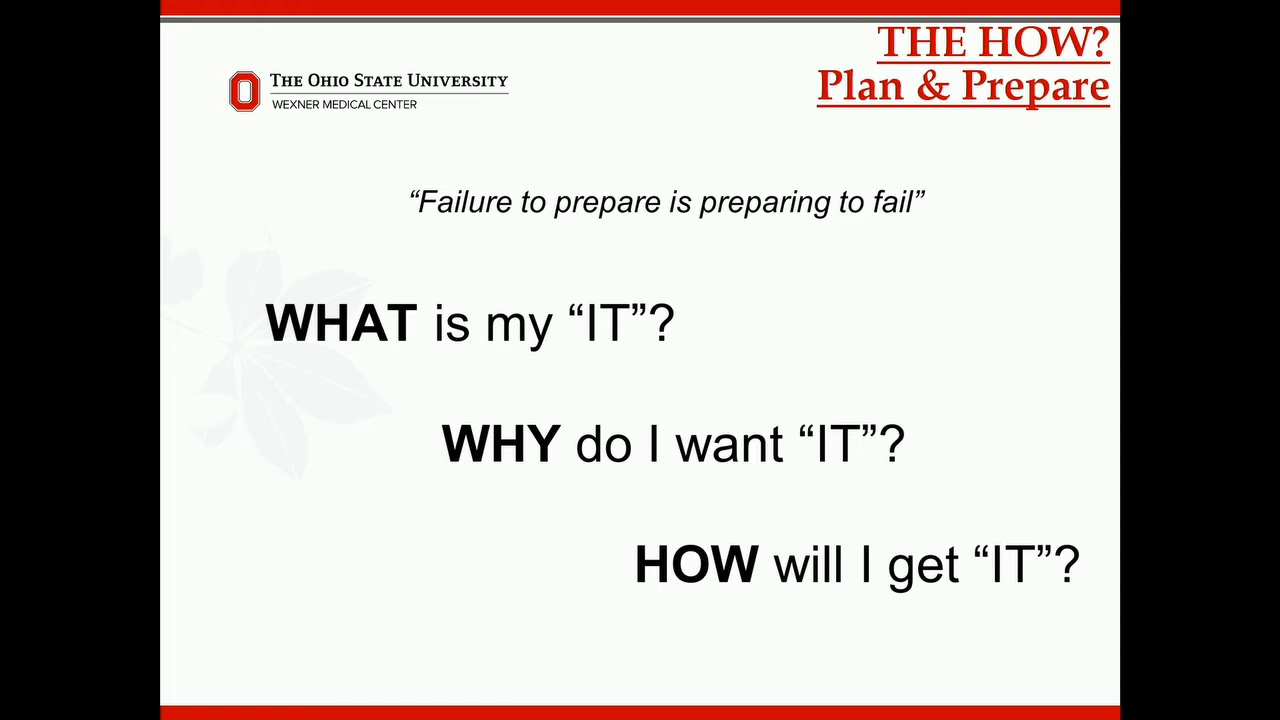 THE HOW?
Plan & Prepare
THE OHIO STATE UNIVERSITY
WEXNER MEDICAL CENTER
“Failure to prepare is preparing to fail”
WHAT is my “IT”?
WHY do I want “IT”?
HOW will I get “IT”?